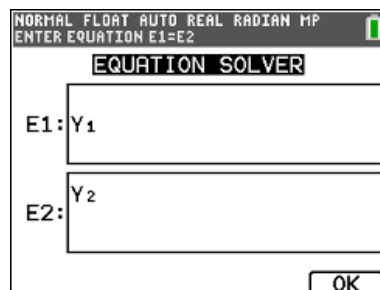 NORMAL FLOAT AUTO REAL RADIAN MP
ENTER EQUATION E1=E2
EQUATION SOLVER
E1: Y₁
E2: Y₂
OK